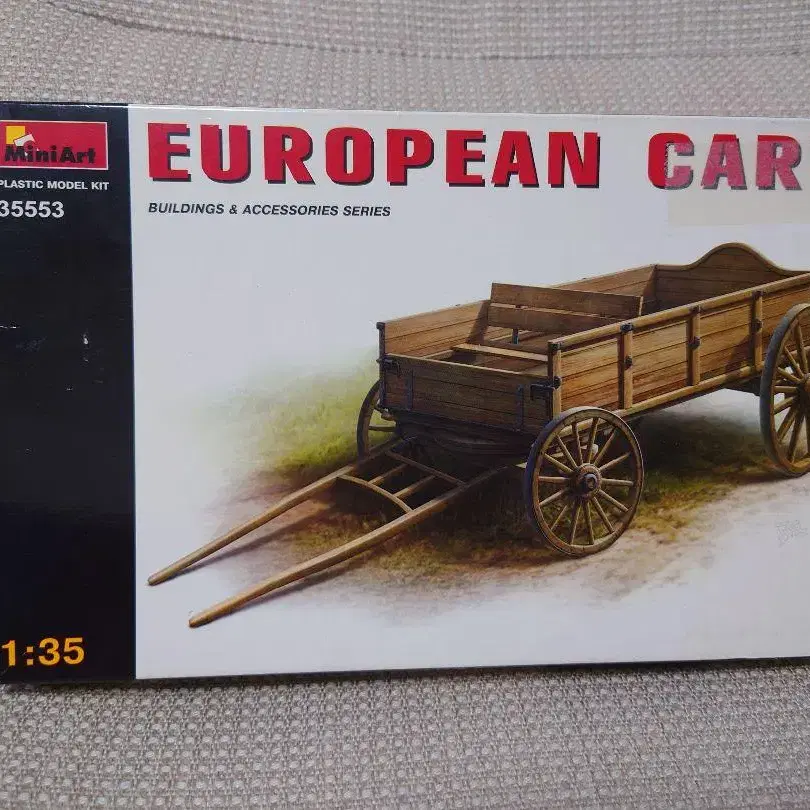 MiniArt
PLASTIC MODEL KIT
35553
EUROPEAN CAR
BUILDINGS & ACCESSORIES SERIES
1:35